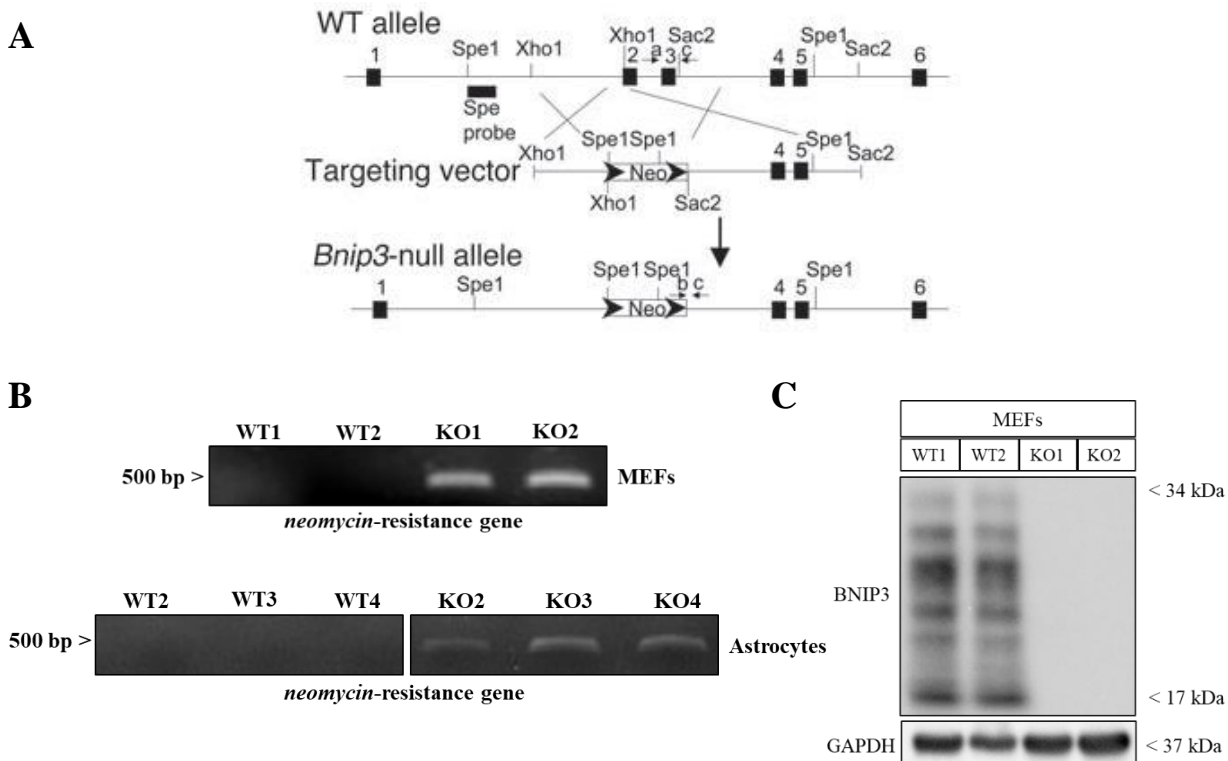 A
WT allele
1 Spe1 Xho1 Xho1 Sac2 Spe1 Sac2
2 a 3 c 4 5 6
Spe
probe
Spe1 Spe1 4 5 Spe1
Xho1 Sac2
Targeting vector Neo
Xho1 Sac2
Bnip3-null allele
1 Spe1 Spe1 Spe1 b c 4 5 Spe1 6
Neo
B
WT1 WT2 KO1 KO2
500 bp > MEFs
neomycin-resistance gene
WT2 WT3 WT4 KO2 KO3 KO4
500 bp > Astrocytes
neomycin-resistance gene
C
MEFs
WT1 WT2 KO1 KO2
< 34 kDa
BNIP3
< 17 kDa
GAPDH < 37 kDa